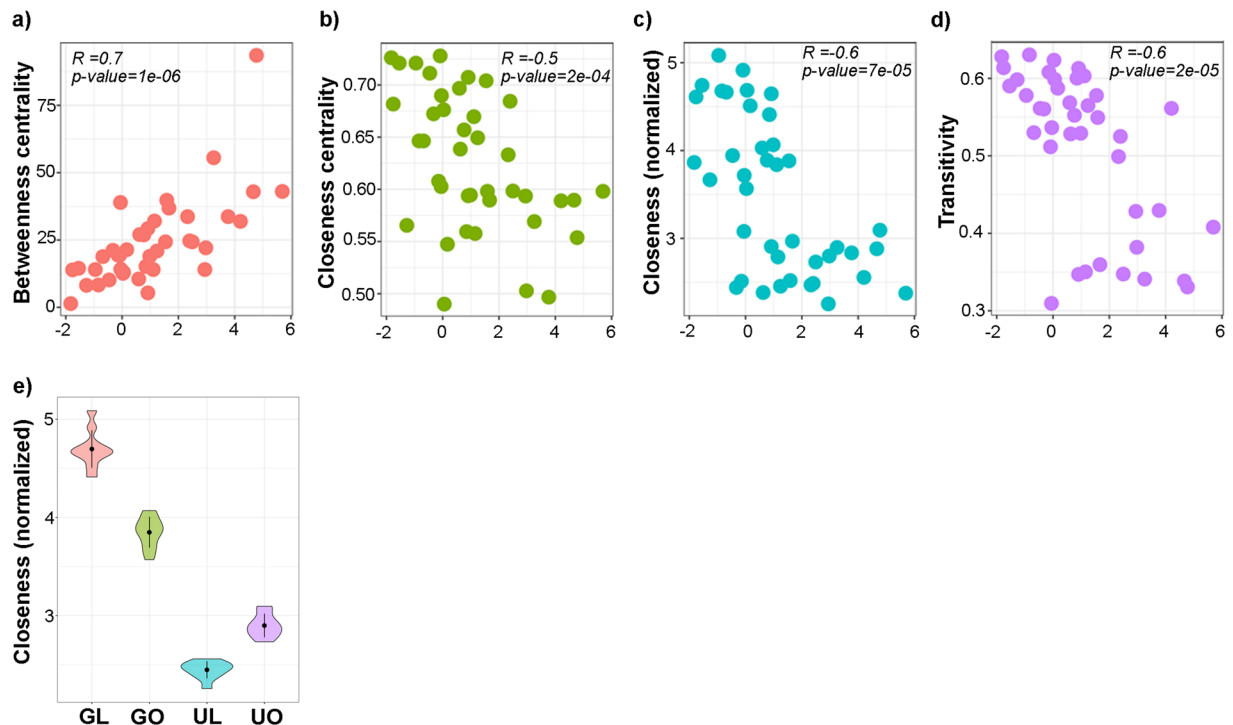 a)
R =0.7
p-value=1e-06
Betweenness centrality
75
50
25
0
-2 0 2 4 6
b)
R =-0.5
p-value=2e-04
Closeness centrality
0.70
0.65
0.60
0.55
0.50
-2 0 2 4 6
c)
R =-0.6
p-value=7e-05
Closeness (normalized)
5
4
3
-2 0 2 4 6
d)
R =-0.6
p-value=2e-05
Transitivity
0.6
0.5
0.4
0.3
-2 0 2 4 6
e)
Closeness (normalized)
5
4
3
GL GO UL UO